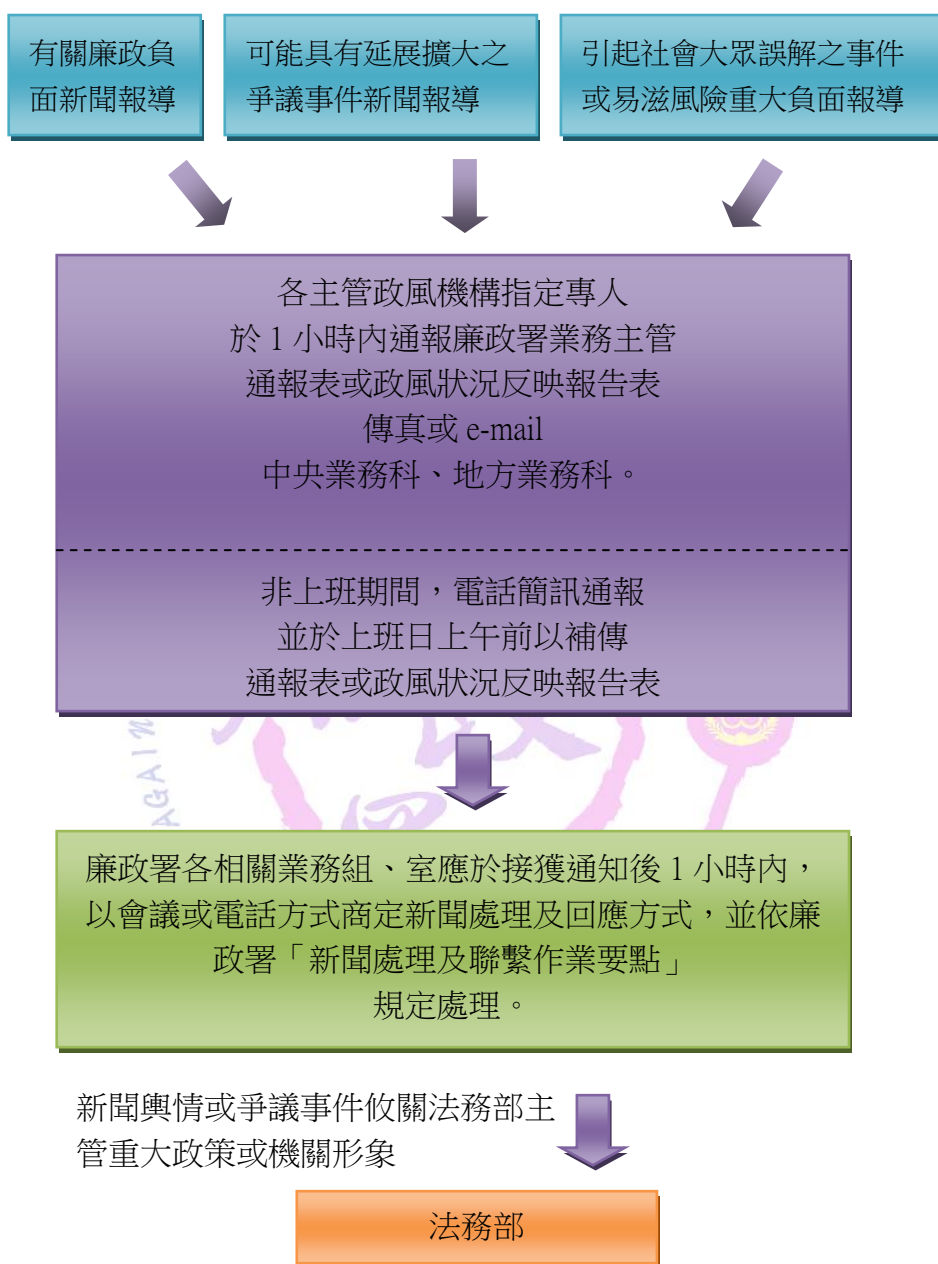 有關廉政負
面新聞報導
可能具有延展擴大之
爭議事件新聞報導
引起社會大眾誤解之事件
或易滋風險重大負面報導
各主管政風機構指定專人
於 1 小時內通報廉政署業務主管
通報表或政風狀況反映報告表
傳真或 e-mail
中央業務科、地方業務科。
非上班期間，電話簡訊通報
並於上班日上午前以補傳
通報表或政風狀況反映報告表
AGAIN
廉政署各相關業務組、室應於接獲通知後 1 小時內，
以會議或電話方式商定新聞處理及回應方式，並依廉
政署「新聞處理及聯繫作業要點」
規定處理。
新聞輿情或爭議事件攸關法務部主
管重大政策或機關形象
法務部